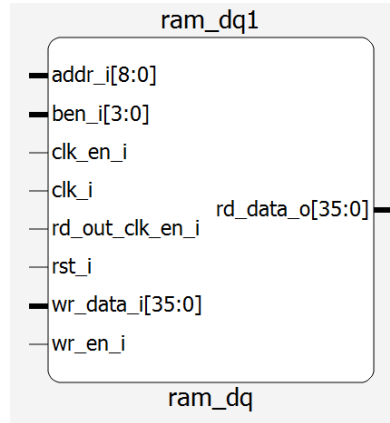 ram_dq1
addr_i[8:0]
ben_i[3:0]
clk_en_i
clk_i
rd_data_o[35:0]
rd_out_clk_en_i
rst_i
wr_data_i[35:0]
wr_en_i
ram_dq